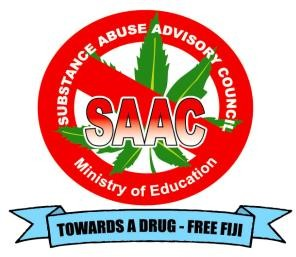 SUBSTANCE ABUSE ADVISORY COUNCIL
SAAC
Ministry of Education
TOWARDS A DRUG - FREE FIJI